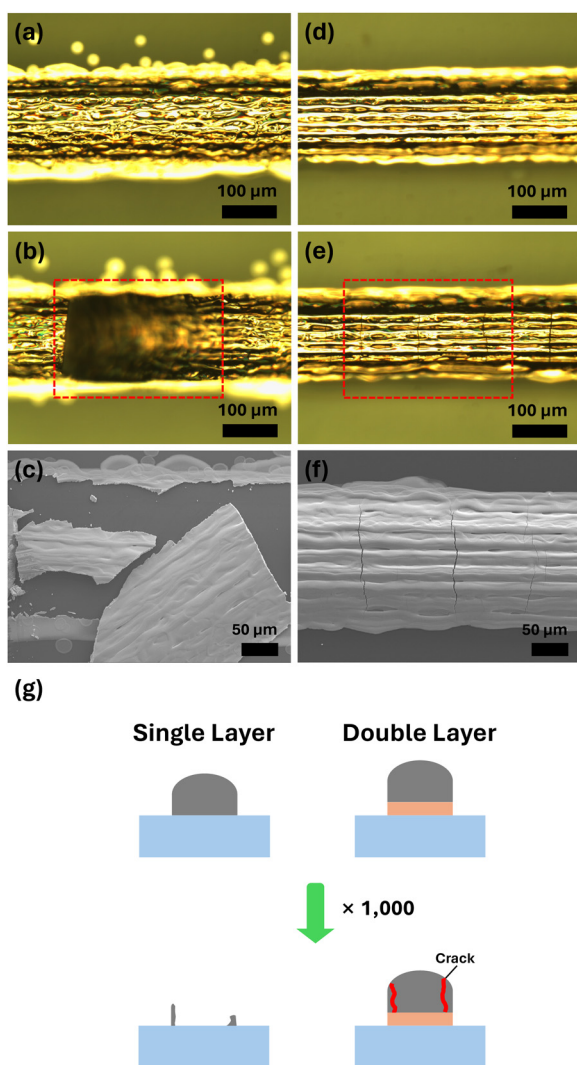 (a)
100 µm
(d)
100 µm
(b)
100 µm
(e)
100 µm
(c)
50 µm
(f)
50 µm
(g)
Single Layer
Double Layer
× 1,000
Crack